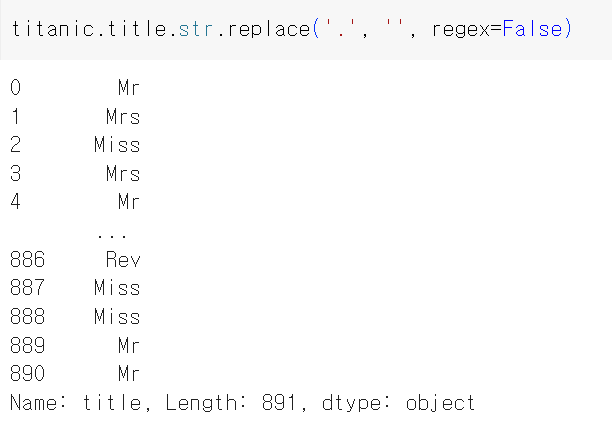 titanic.title.str.replace('.', '', regex=False)
0 Mr
1 Mrs
2 Miss
3 Mrs
4 Mr
...
886 Rev
887 Miss
888 Miss
889 Mr
890 Mr
Name: title, Length: 891, dtype: object